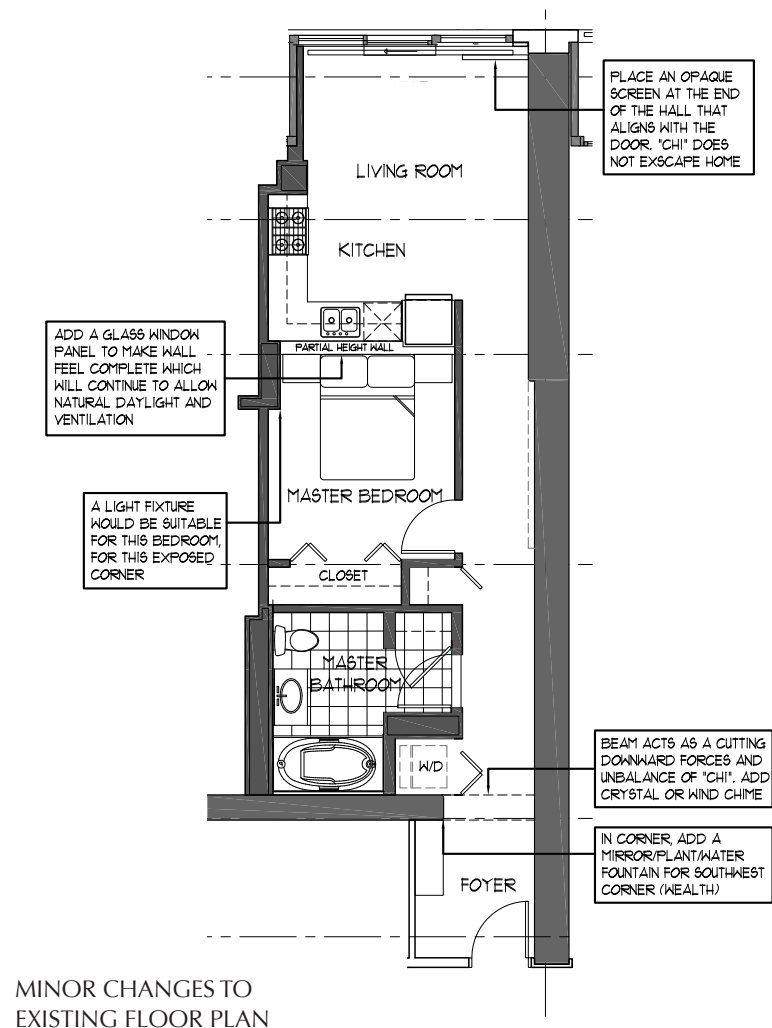 PLACE AN OPAQUE
SCREEN AT THE END
OF THE HALL THAT
ALIGNS WITH THE
DOOR. "CHI" DOES
NOT EXSCAPE HOME
LIVING ROOM
KITCHEN
ADD A GLASS WINDOW
PANEL TO MAKE WALL
FEEL COMPLETE WHICH
WILL CONTINUE TO ALLOW
NATURAL DAYLIGHT AND
VENTILATION
PARTIAL HEIGHT WALL
MASTER BEDROOM
A LIGHT FIXTURE
WOULD BE SUITABLE
FOR THIS BEDROOM,
FOR THIS EXPOSED
CORNER
CLOSET
MASTER
BATHROOM
W/D
BEAM ACTS AS A CUTTING
DOWNWARD FORCES AND
UNBALANCE OF "CHI". ADD
CRYSTAL OR WIND CHIME
IN CORNER, ADD A
MIRROR/PLANT/WATER
FOUNTAIN FOR SOUTHWEST
CORNER (WEALTH)
FOYER
MINOR CHANGES TO
EXISTING FLOOR PLAN